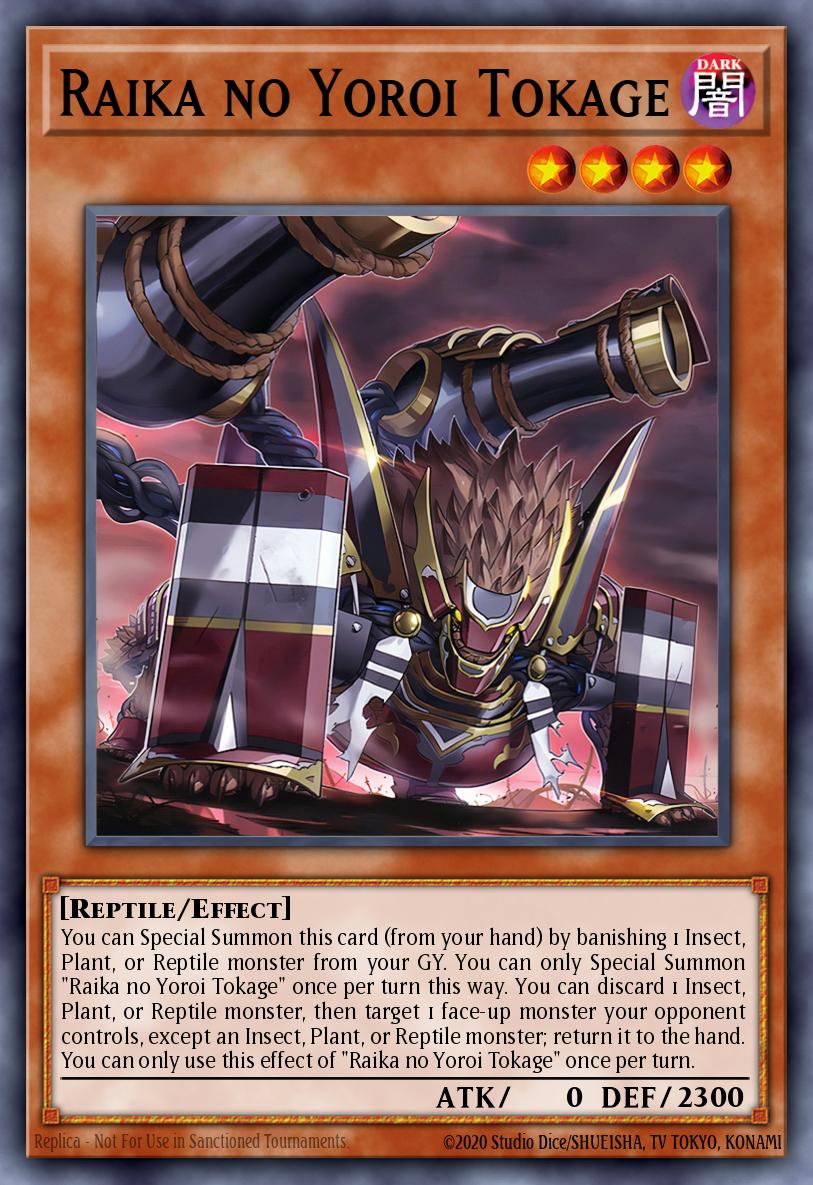 Raika no Yoroi Tokage
DARK
闇
[Reptile/Effect]
You can Special Summon this card (from your hand) by banishing 1 Insect,
Plant, or Reptile monster from your GY. You can only Special Summon
"Raika no Yoroi Tokage" once per turn this way. You can discard 1 Insect,
Plant, or Reptile monster, then target 1 face-up monster your opponent
controls, except an Insect, Plant, or Reptile monster; return it to the hand.
You can only use this effect of "Raika no Yoroi Tokage" once per turn.
ATK/ 0 DEF/2300
Replica - Not For Use in Sanctioned Tournaments. ©2020 Studio Dice/SHUEISHA, TV TOKYO, KONAMI